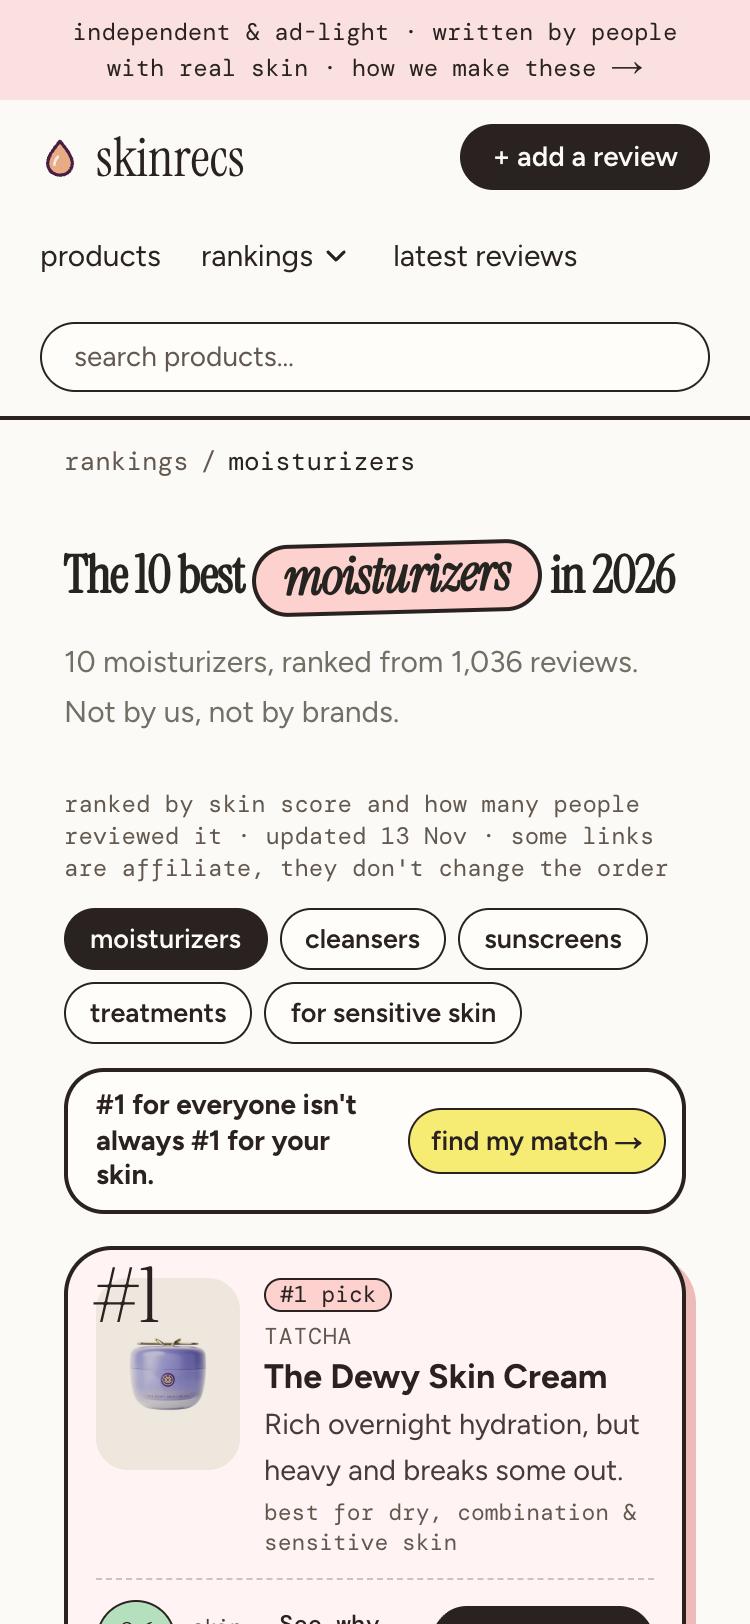 independent & ad-light · written by people
with real skin · how we make these →
skinrecs
+ add a review
products rankings latest reviews
search products...
rankings / moisturizers
The 10 best moisturizers in 2026
10 moisturizers, ranked from 1,036 reviews.
Not by us, not by brands.
ranked by skin score and how many people
reviewed it · updated 13 Nov · some links
are affiliate, they don't change the order
moisturizers cleansers sunscreens
treatments for sensitive skin
#1 for everyone isn't
always #1 for your
skin.
find my match →
#1
#1 pick
TATCHA
The Dewy Skin Cream
Rich overnight hydration, but
heavy and breaks some out.
best for dry, combination &
sensitive skin
skin
See why